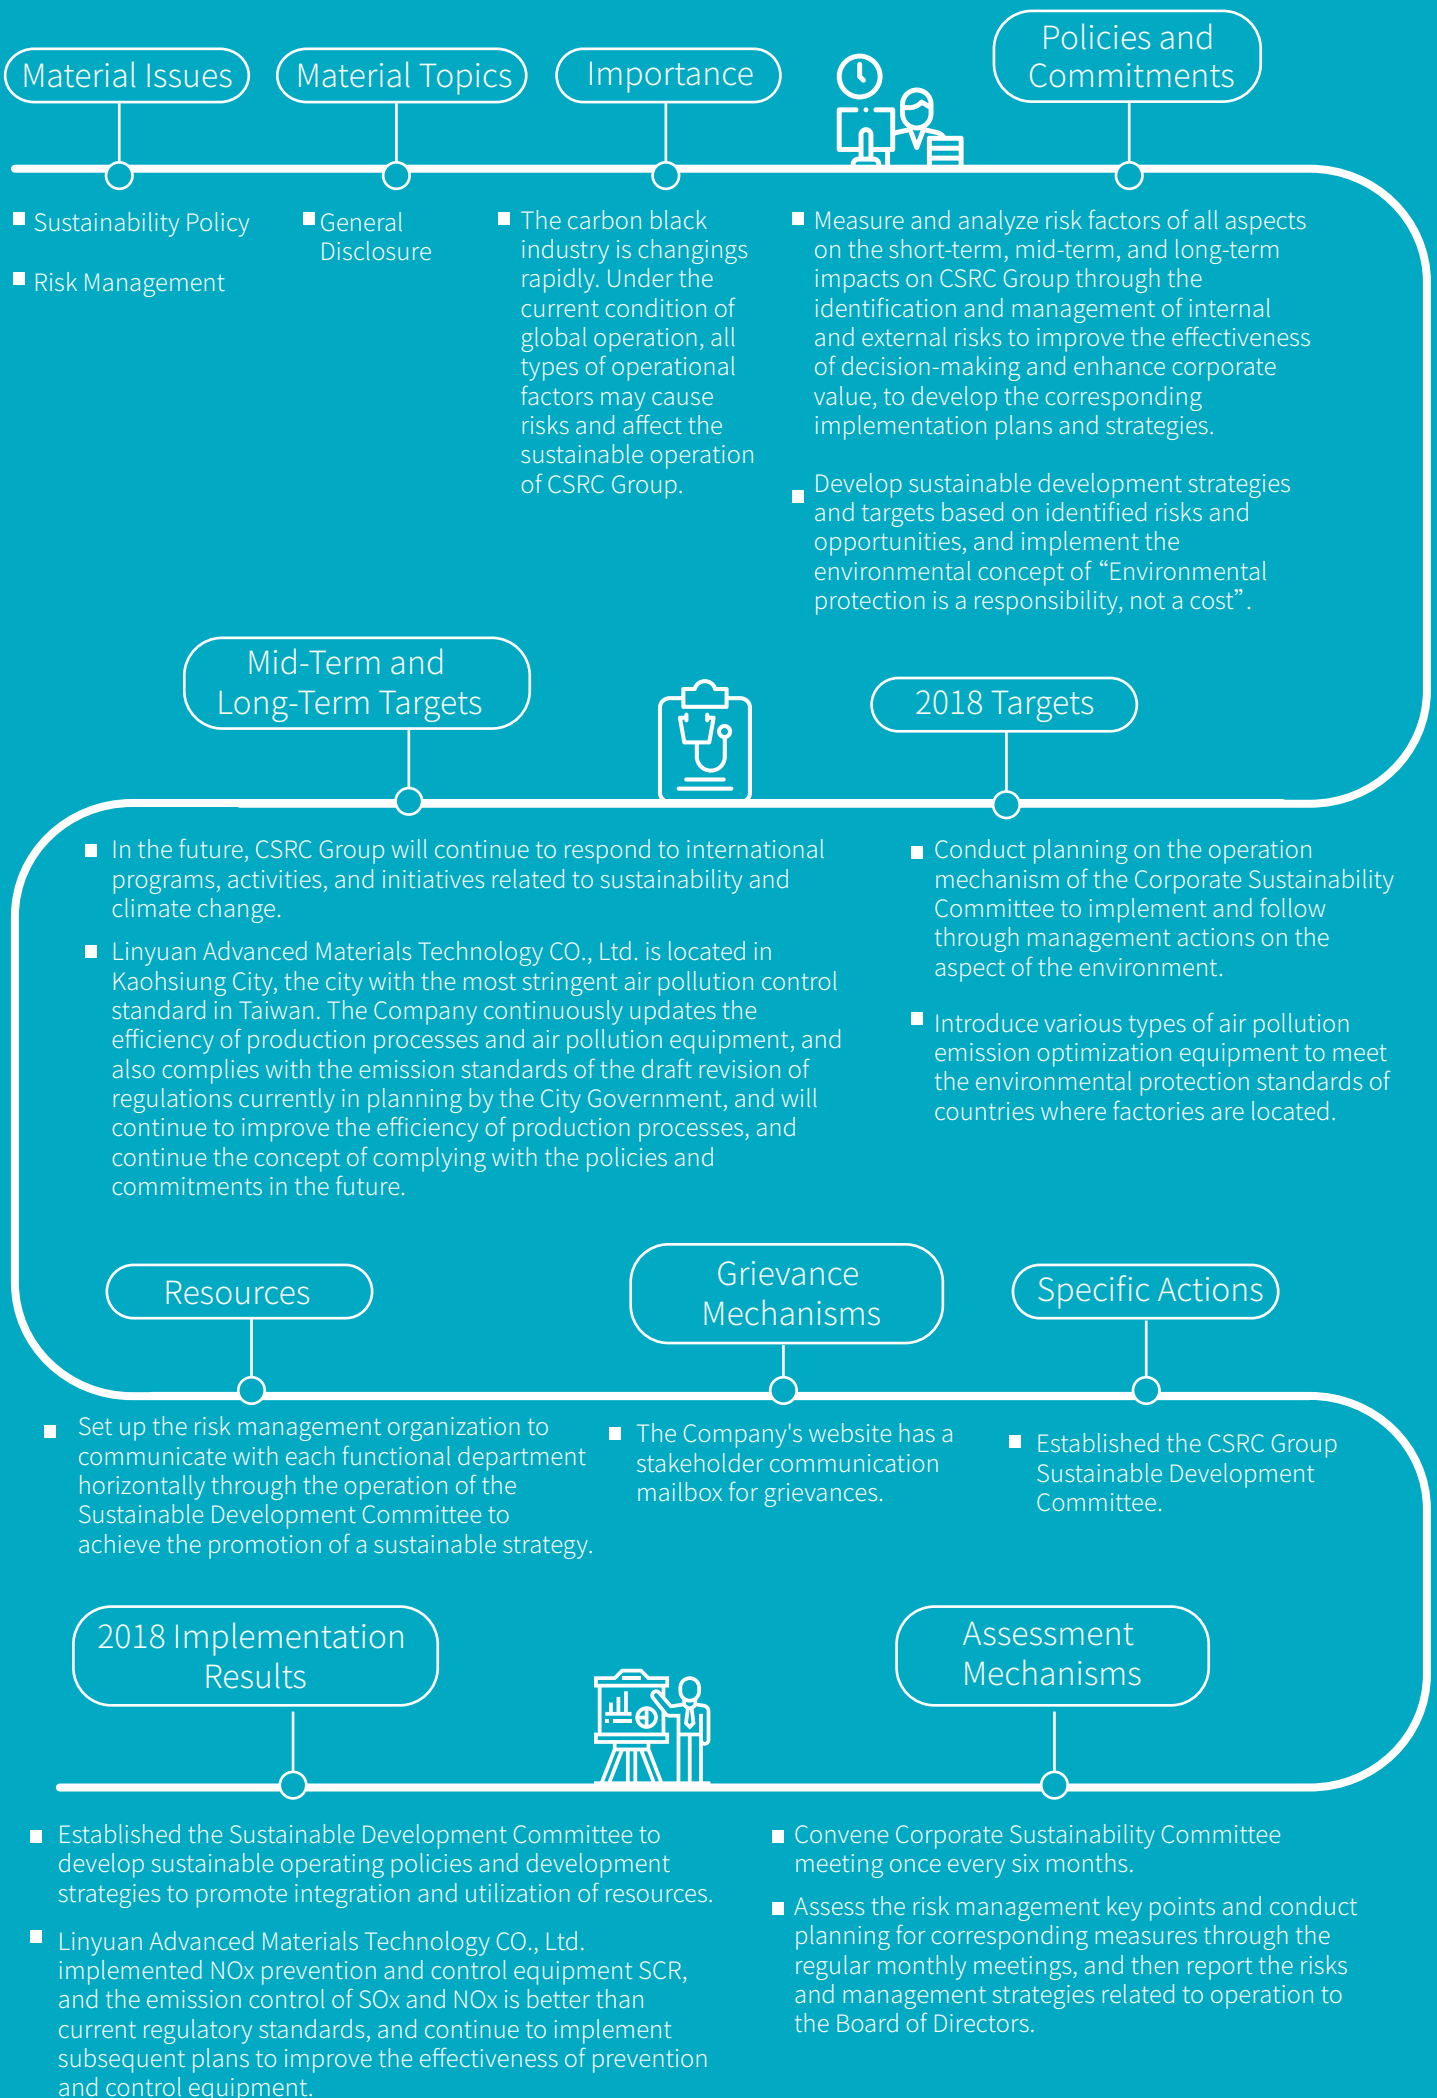 Material Issues
Material Topics
Importance
Policies and
Commitments
Sustainability Policy
Risk Management
General
Disclosure
The carbon black
industry is changings
rapidly. Under the
current condition of
global operation, all
types of operational
factors may cause
risks and affect the
sustainable operation
of CSRC Group.
Measure and analyze risk factors of all aspects
on the short-term, mid-term, and long-term
impacts on CSRC Group through the
identification and management of internal
and external risks to improve the effectiveness
of decision-making and enhance corporate
value, to develop the corresponding
implementation plans and strategies.
Develop sustainable development strategies
and targets based on identified risks and
opportunities, and implement the
environmental concept of “Environmental
protection is a responsibility, not a cost”.
Mid-Term and
Long-Term Targets
2018 Targets
In the future, CSRC Group will continue to respond to international
programs, activities, and initiatives related to sustainability and
climate change.
Linyuan Advanced Materials Technology CO., Ltd. is located in
Kaohsiung City, the city with the most stringent air pollution control
standard in Taiwan. The Company continuously updates the
efficiency of production processes and air pollution equipment, and
also complies with the emission standards of the draft revision of
regulations currently in planning by the City Government, and will
continue to improve the efficiency of production processes, and
continue the concept of complying with the policies and
commitments in the future.
Conduct planning on the operation
mechanism of the Corporate Sustainability
Committee to implement and follow
through management actions on the
aspect of the environment.
Introduce various types of air pollution
emission optimization equipment to meet
the environmental protection standards of
countries where factories are located.
Resources
Grievance
Mechanisms
Specific Actions
Set up the risk management organization to
communicate with each functional department
horizontally through the operation of the
Sustainable Development Committee to
achieve the promotion of a sustainable strategy.
The Company's website has a
stakeholder communication
mailbox for grievances.
Established the CSRC Group
Sustainable Development
Committee.
2018 Implementation
Results
Assessment
Mechanisms
Established the Sustainable Development Committee to
develop sustainable operating policies and development
strategies to promote integration and utilization of resources.
Linyuan Advanced Materials Technology CO., Ltd.
implemented NOx prevention and control equipment SCR,
and the emission control of SOx and NOx is better than
current regulatory standards, and continue to implement
subsequent plans to improve the effectiveness of prevention
and control equipment.
Convene Corporate Sustainability Committee
meeting once every six months.
Assess the risk management key points and conduct
planning for corresponding measures through the
regular monthly meetings, and then report the risks
and management strategies related to operation to
the Board of Directors.